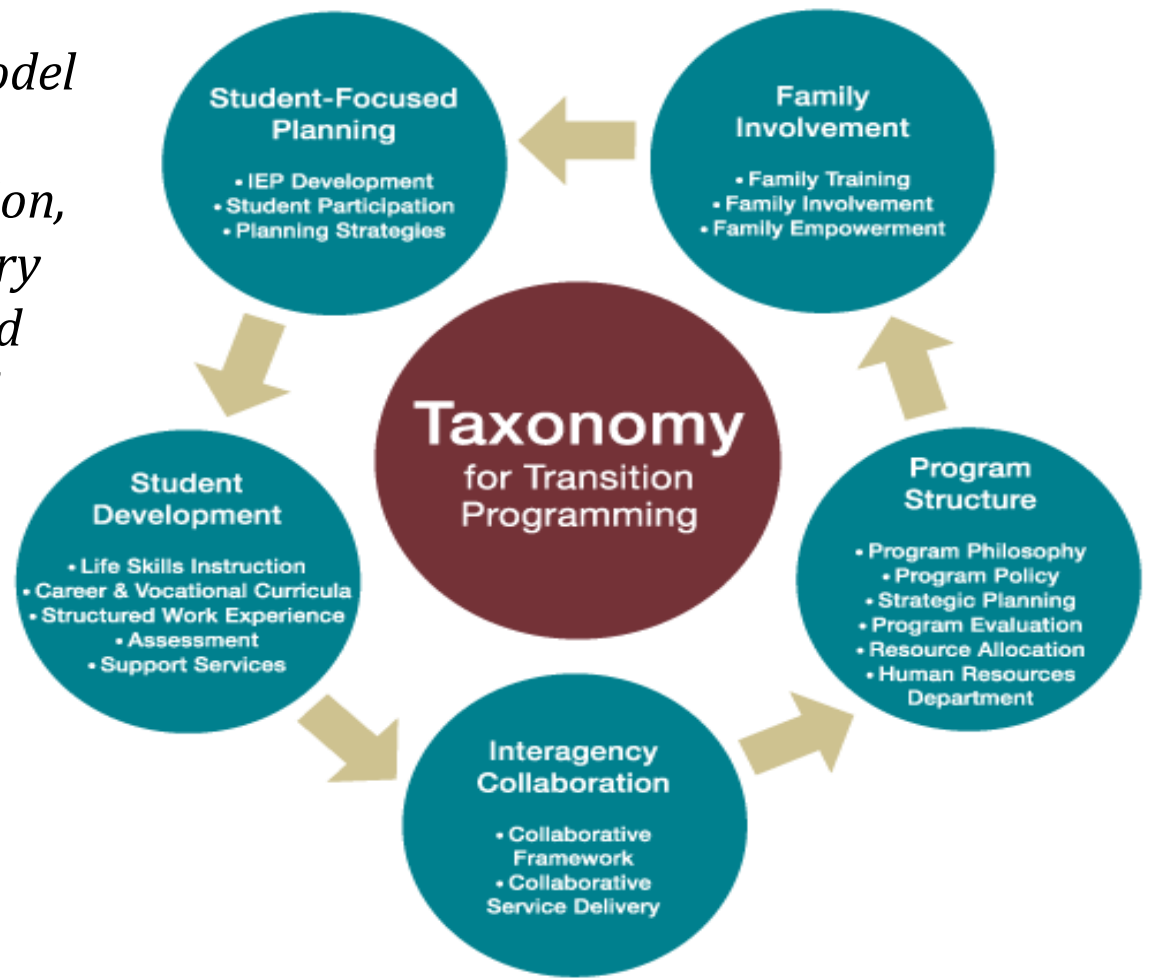 odel
on,
ry
d
Student-Focused
Planning
• IEP Development
• Student Participation
• Planning Strategies
Family
Involvement
• Family Training
• Family Involvement
• Family Empowerment
Taxonomy
for Transition
Programming
Student
Development
• Life Skills Instruction
• Career & Vocational Curricula
• Structured Work Experience
• Assessment
• Support Services
Program
Structure
• Program Philosophy
• Program Policy
• Strategic Planning
• Program Evaluation
• Resource Allocation
• Human Resources
Department
Interagency
Collaboration
• Collaborative
Framework
• Collaborative
Service Delivery